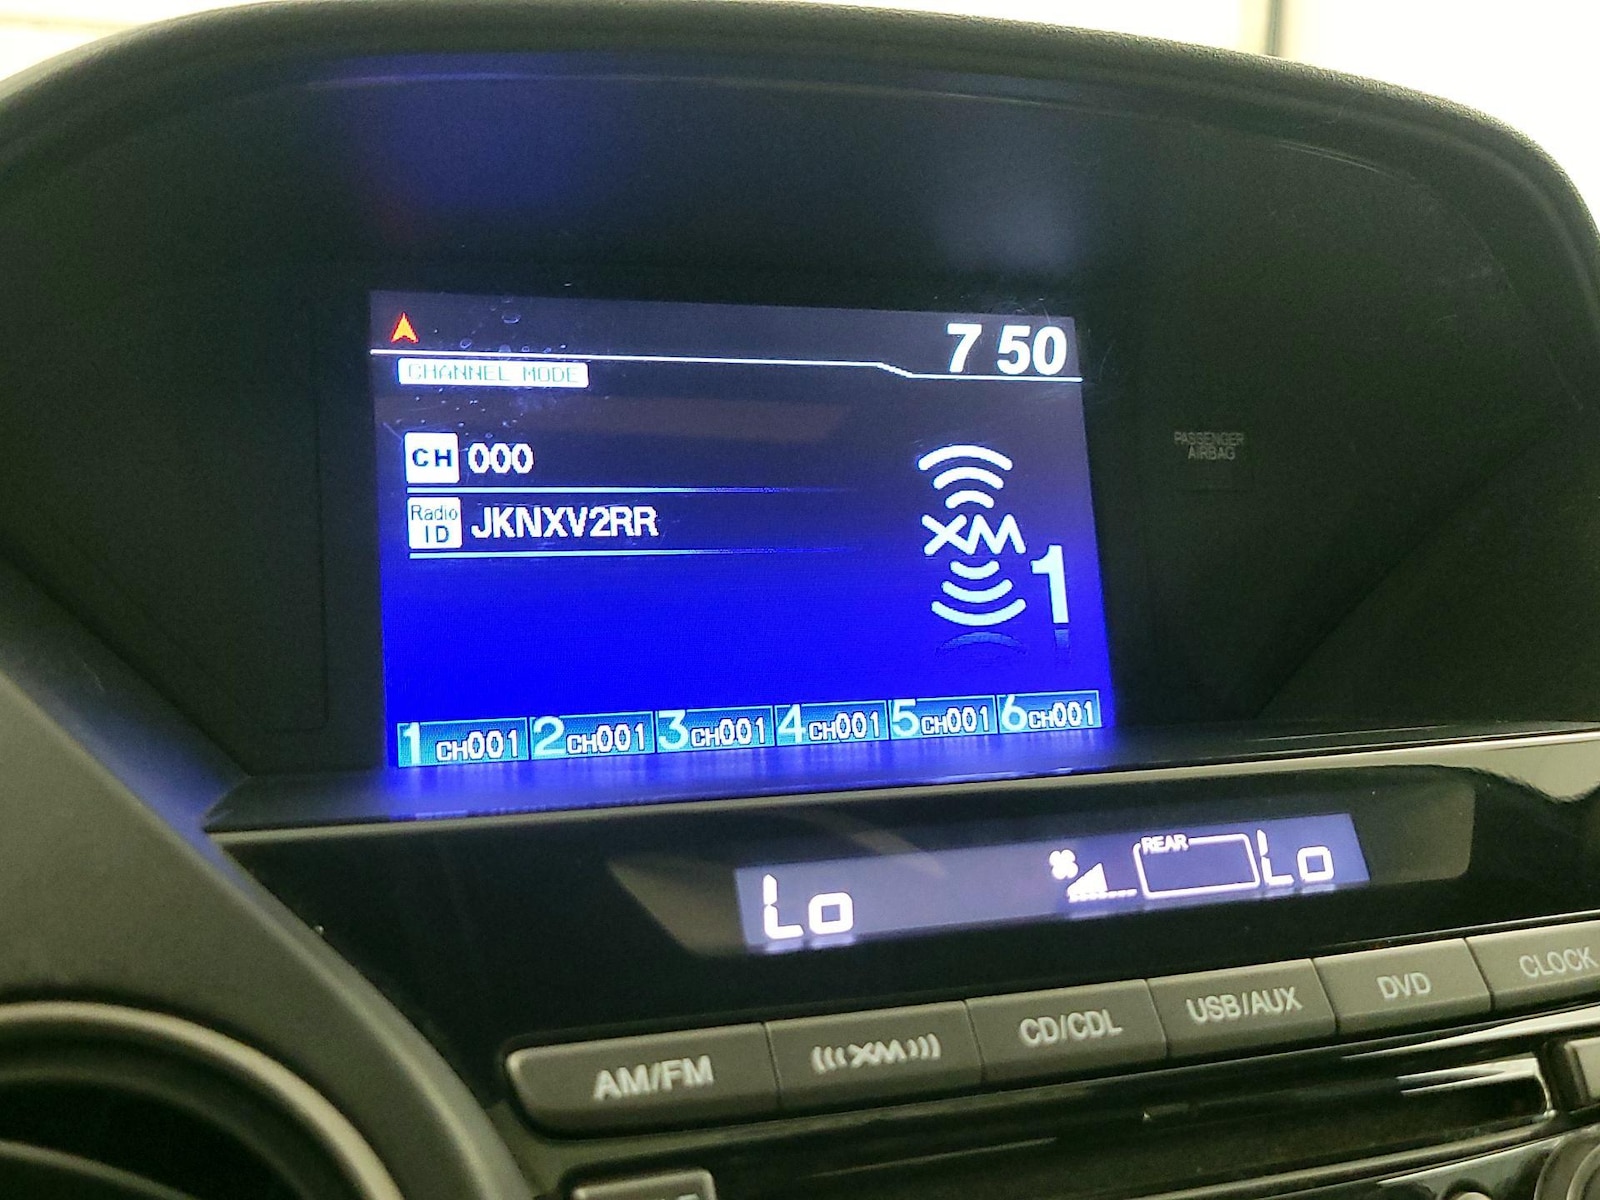 7 50
CHANNEL MODE
CH 000
Radio ID JKNXV2RR
XM 1
1 CH001 2 CH001 3 CH001 4 CH001 5 CH001 6 CH001
PASSENGER
AIRBAG
Lo REAR Lo
AM/FM XM CD/CDL USB/AUX DVD CLOCK